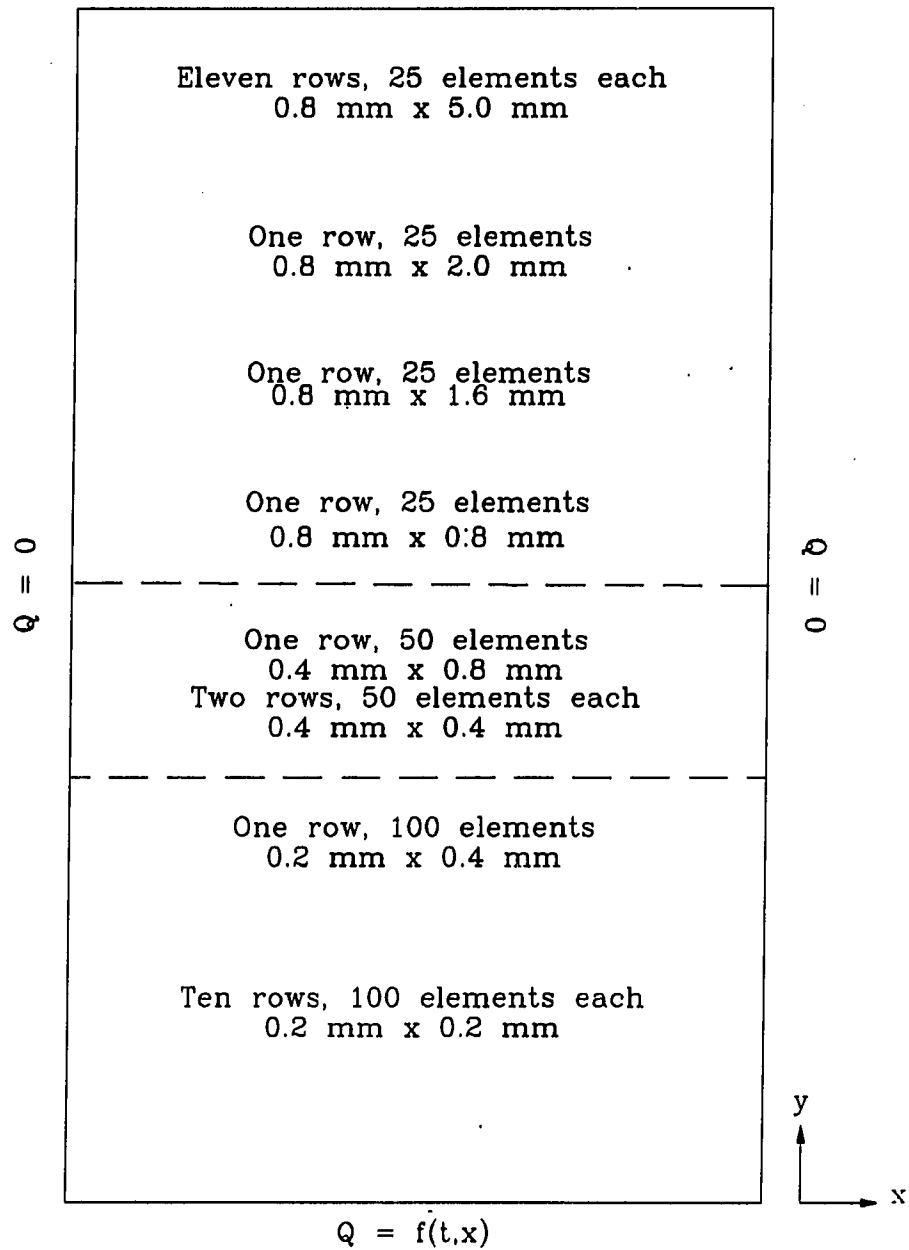 Eleven rows, 25 elements each
0.8 mm x 5.0 mm
One row, 25 elements
0.8 mm x 2.0 mm
One row, 25 elements
0.8 mm x 1.6 mm
One row, 25 elements
0.8 mm x 0.8 mm
Q = 0
Q = 0
One row, 50 elements
0.4 mm x 0.8 mm
Two rows, 50 elements each
0.4 mm x 0.4 mm
One row, 100 elements
0.2 mm x 0.4 mm
Ten rows, 100 elements each
0.2 mm x 0.2 mm
y
x
Q = f(t,x)